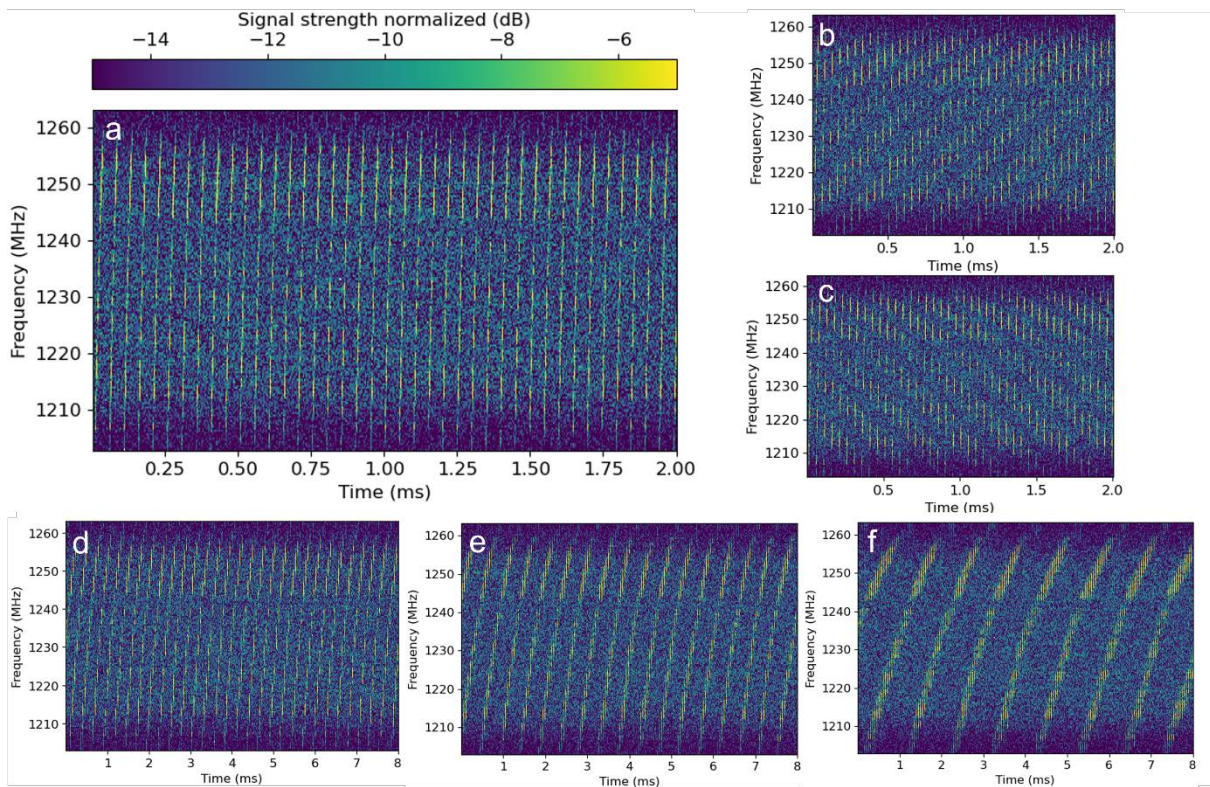 Signal strength normalized (dB)
−14 −12 −10 −8 −6
a
1260
1250
1240
1230
1220
1210
Frequency (MHz)
0.25 0.50 0.75 1.00 1.25 1.50 1.75 2.00
Time (ms)
b
1260
1250
1240
1230
1220
1210
Frequency (MHz)
0.5 1.0 1.5 2.0
Time (ms)
c
1260
1250
1240
1230
1220
1210
Frequency (MHz)
0.5 1.0 1.5 2.0
Time (ms)
d
1260
1250
1240
1230
1220
1210
Frequency (MHz)
1 2 3 4 5 6 7 8
Time (ms)
e
1260
1250
1240
1230
1220
1210
Frequency (MHz)
1 2 3 4 5 6 7 8
Time (ms)
f
1260
1250
1240
1230
1220
1210
Frequency (MHz)
1 2 3 4 5 6 7 8
Time (ms)